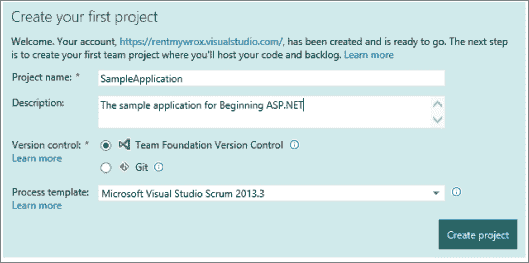 Create your first project
Welcome. Your account, https://rentmywrox.visualstudio.com/, has been created and is ready to go. The next step
is to create your first team project where you'll host your code and backlog. Learn more
Project name: * SampleApplication
Description: The sample application for Beginning ASP.NET
Version control: * Team Foundation Version Control
Learn more
Git
Process template: Microsoft Visual Studio Scrum 2013.3
Learn more
Create project